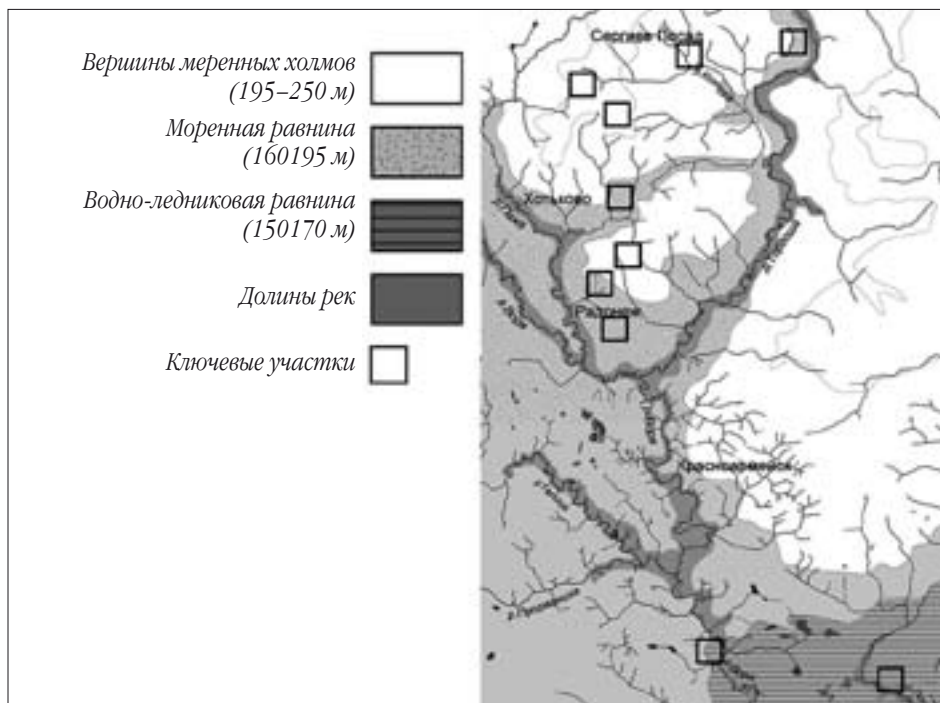 Вершины меренных холмов
(195–250 м)
Моренная равнина
(160195 м)
Водно-ледниковая равнина
(150170 м)
Долины рек
Ключевые участки
Сергиев Посад
Хотьково
Радонеж
Красноармейск